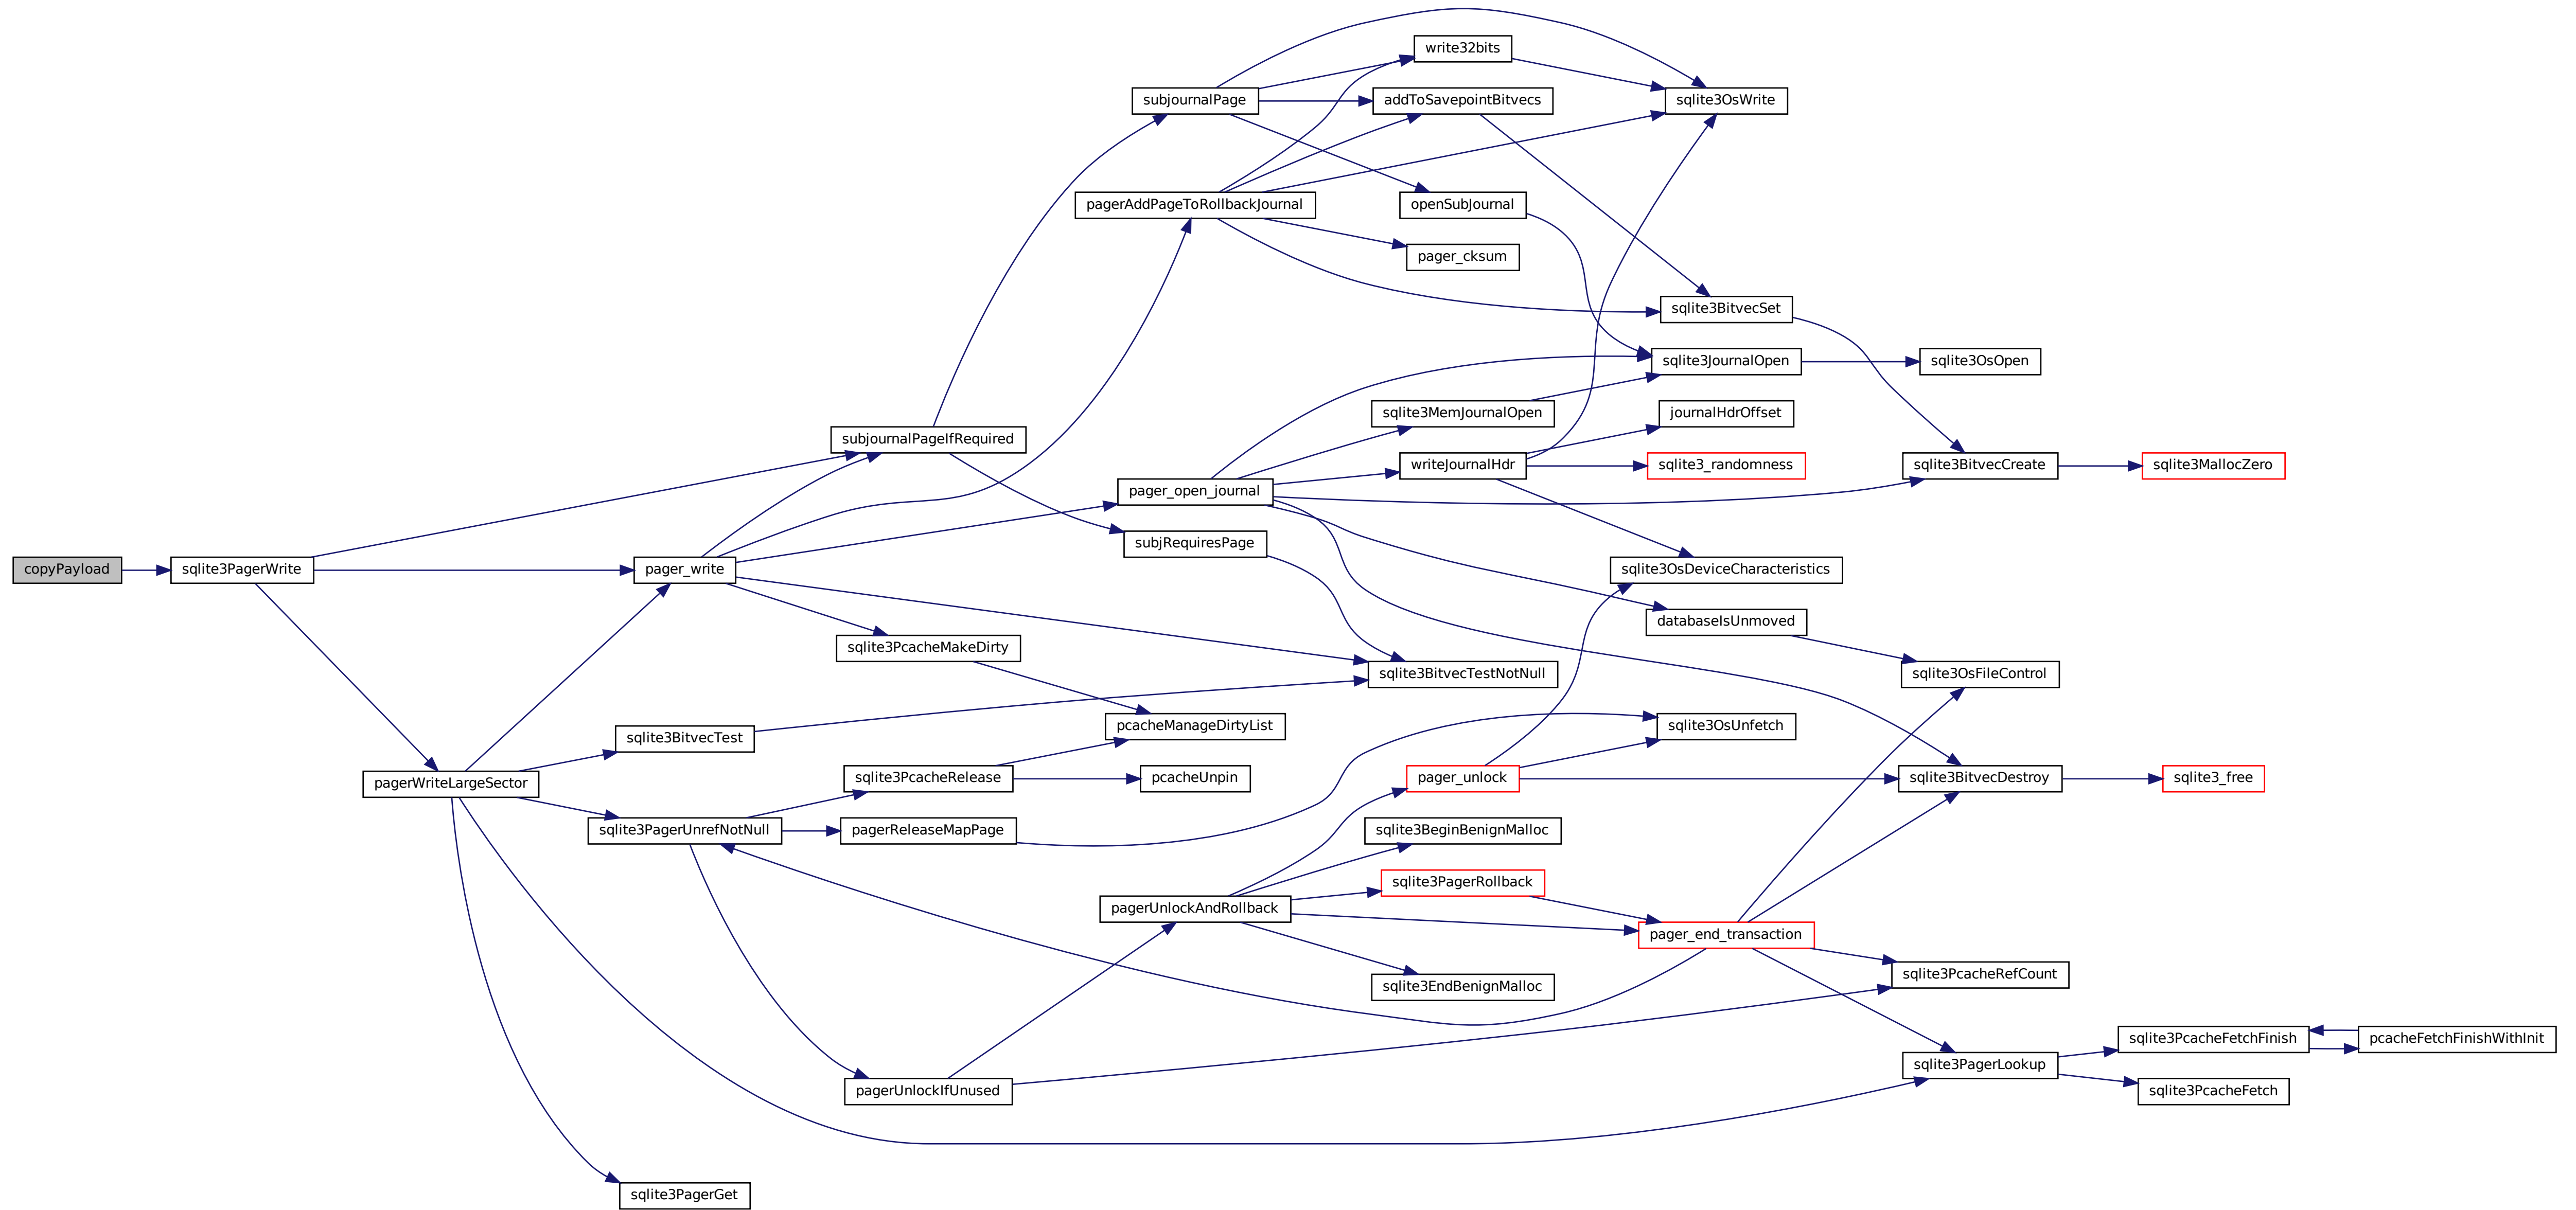 copyPayload
sqlite3PagerWrite
pagerWriteLargeSector
pager_write
sqlite3BitvecTest
sqlite3PagerUnrefNotNull
sqlite3PagerGet
subjournalPageIfRequired
sqlite3PcacheMakeDirty
sqlite3PcacheRelease
pagerReleaseMapPage
pagerUnlockIfUnused
subjournalPage
pagerAddPageToRollbackJournal
pager_open_journal
subjRequiresPage
pcacheManageDirtyList
pcacheUnpin
pagerUnlockAndRollback
write32bits
addToSavepointBitvecs
openSubJournal
pager_cksum
sqlite3MemJournalOpen
writeJournalHdr
sqlite3BitvecTestNotNull
pager_unlock
sqlite3BeginBenignMalloc
sqlite3PagerRollback
sqlite3EndBenignMalloc
sqlite3OsWrite
sqlite3BitvecSet
sqlite3JournalOpen
journalHdrOffset
sqlite3_randomness
sqlite3OsDeviceCharacteristics
databaseIsUnmoved
sqlite3OsUnfetch
pager_end_transaction
sqlite3OsOpen
sqlite3BitvecCreate
sqlite3OsFileControl
sqlite3BitvecDestroy
sqlite3PcacheRefCount
sqlite3PagerLookup
sqlite3MallocZero
sqlite3_free
sqlite3PcacheFetchFinish
sqlite3PcacheFetch
pcacheFetchFinishWithInit